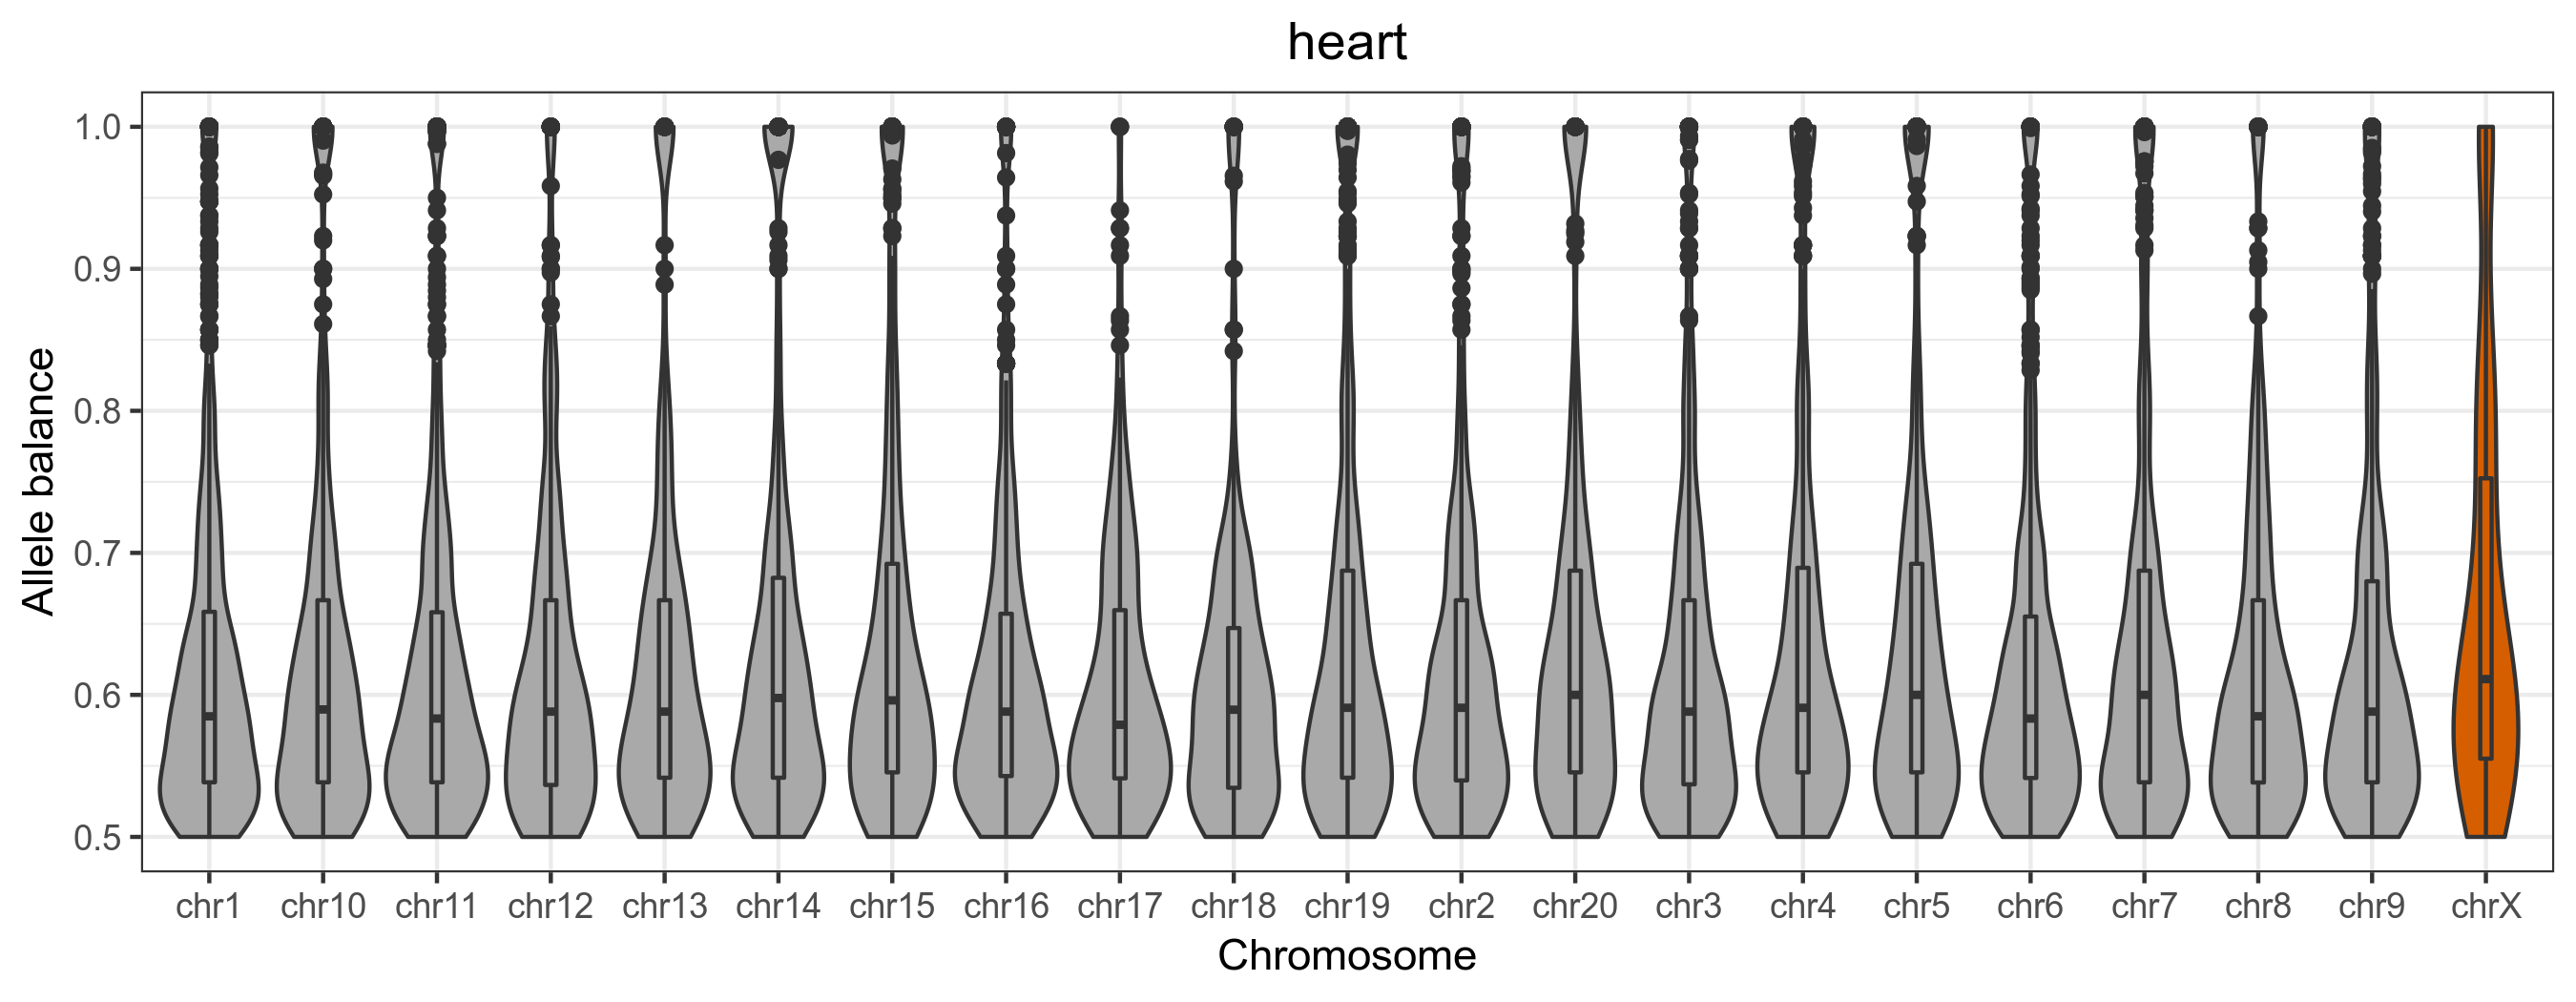 heart
Allele balance
1.0
0.9
0.8
0.7
0.6
0.5
chr1 chr10 chr11 chr12 chr13 chr14 chr15 chr16 chr17 chr18 chr19 chr2 chr20 chr3 chr4 chr5 chr6 chr7 chr8 chr9 chrX
Chromosome